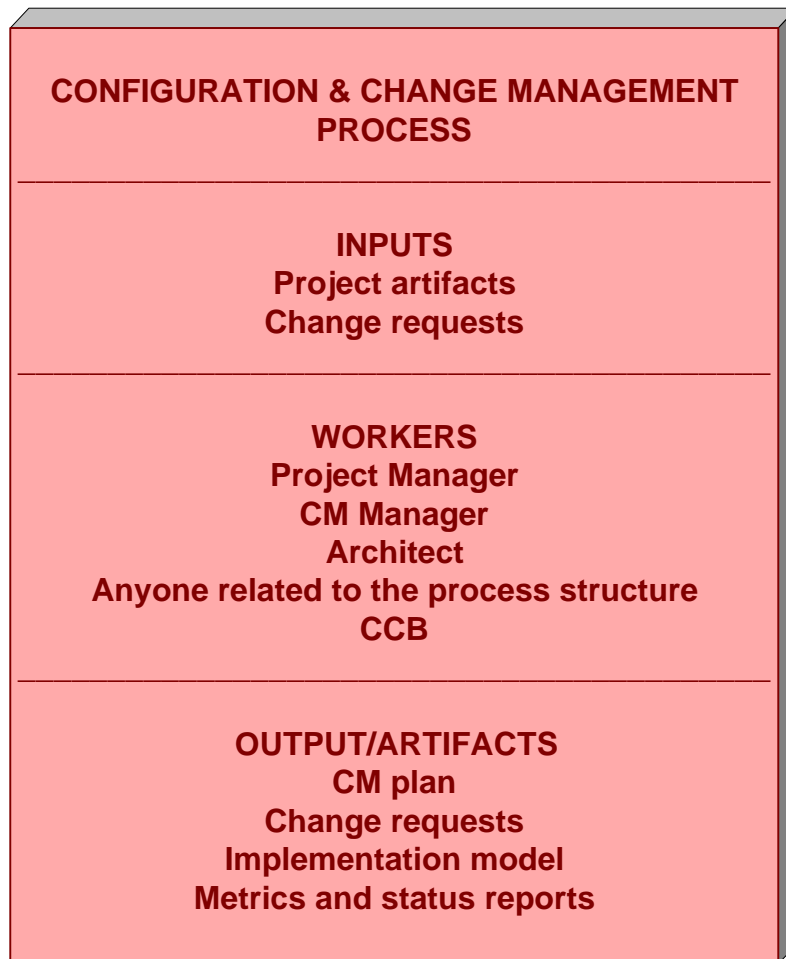 CONFIGURATION & CHANGE MANAGEMENT
PROCESS
INPUTS
Project artifacts
Change requests
WORKERS
Project Manager
CM Manager
Architect
Anyone related to the process structure
CCB
OUTPUT/ARTIFACTS
CM plan
Change requests
Implementation model
Metrics and status reports